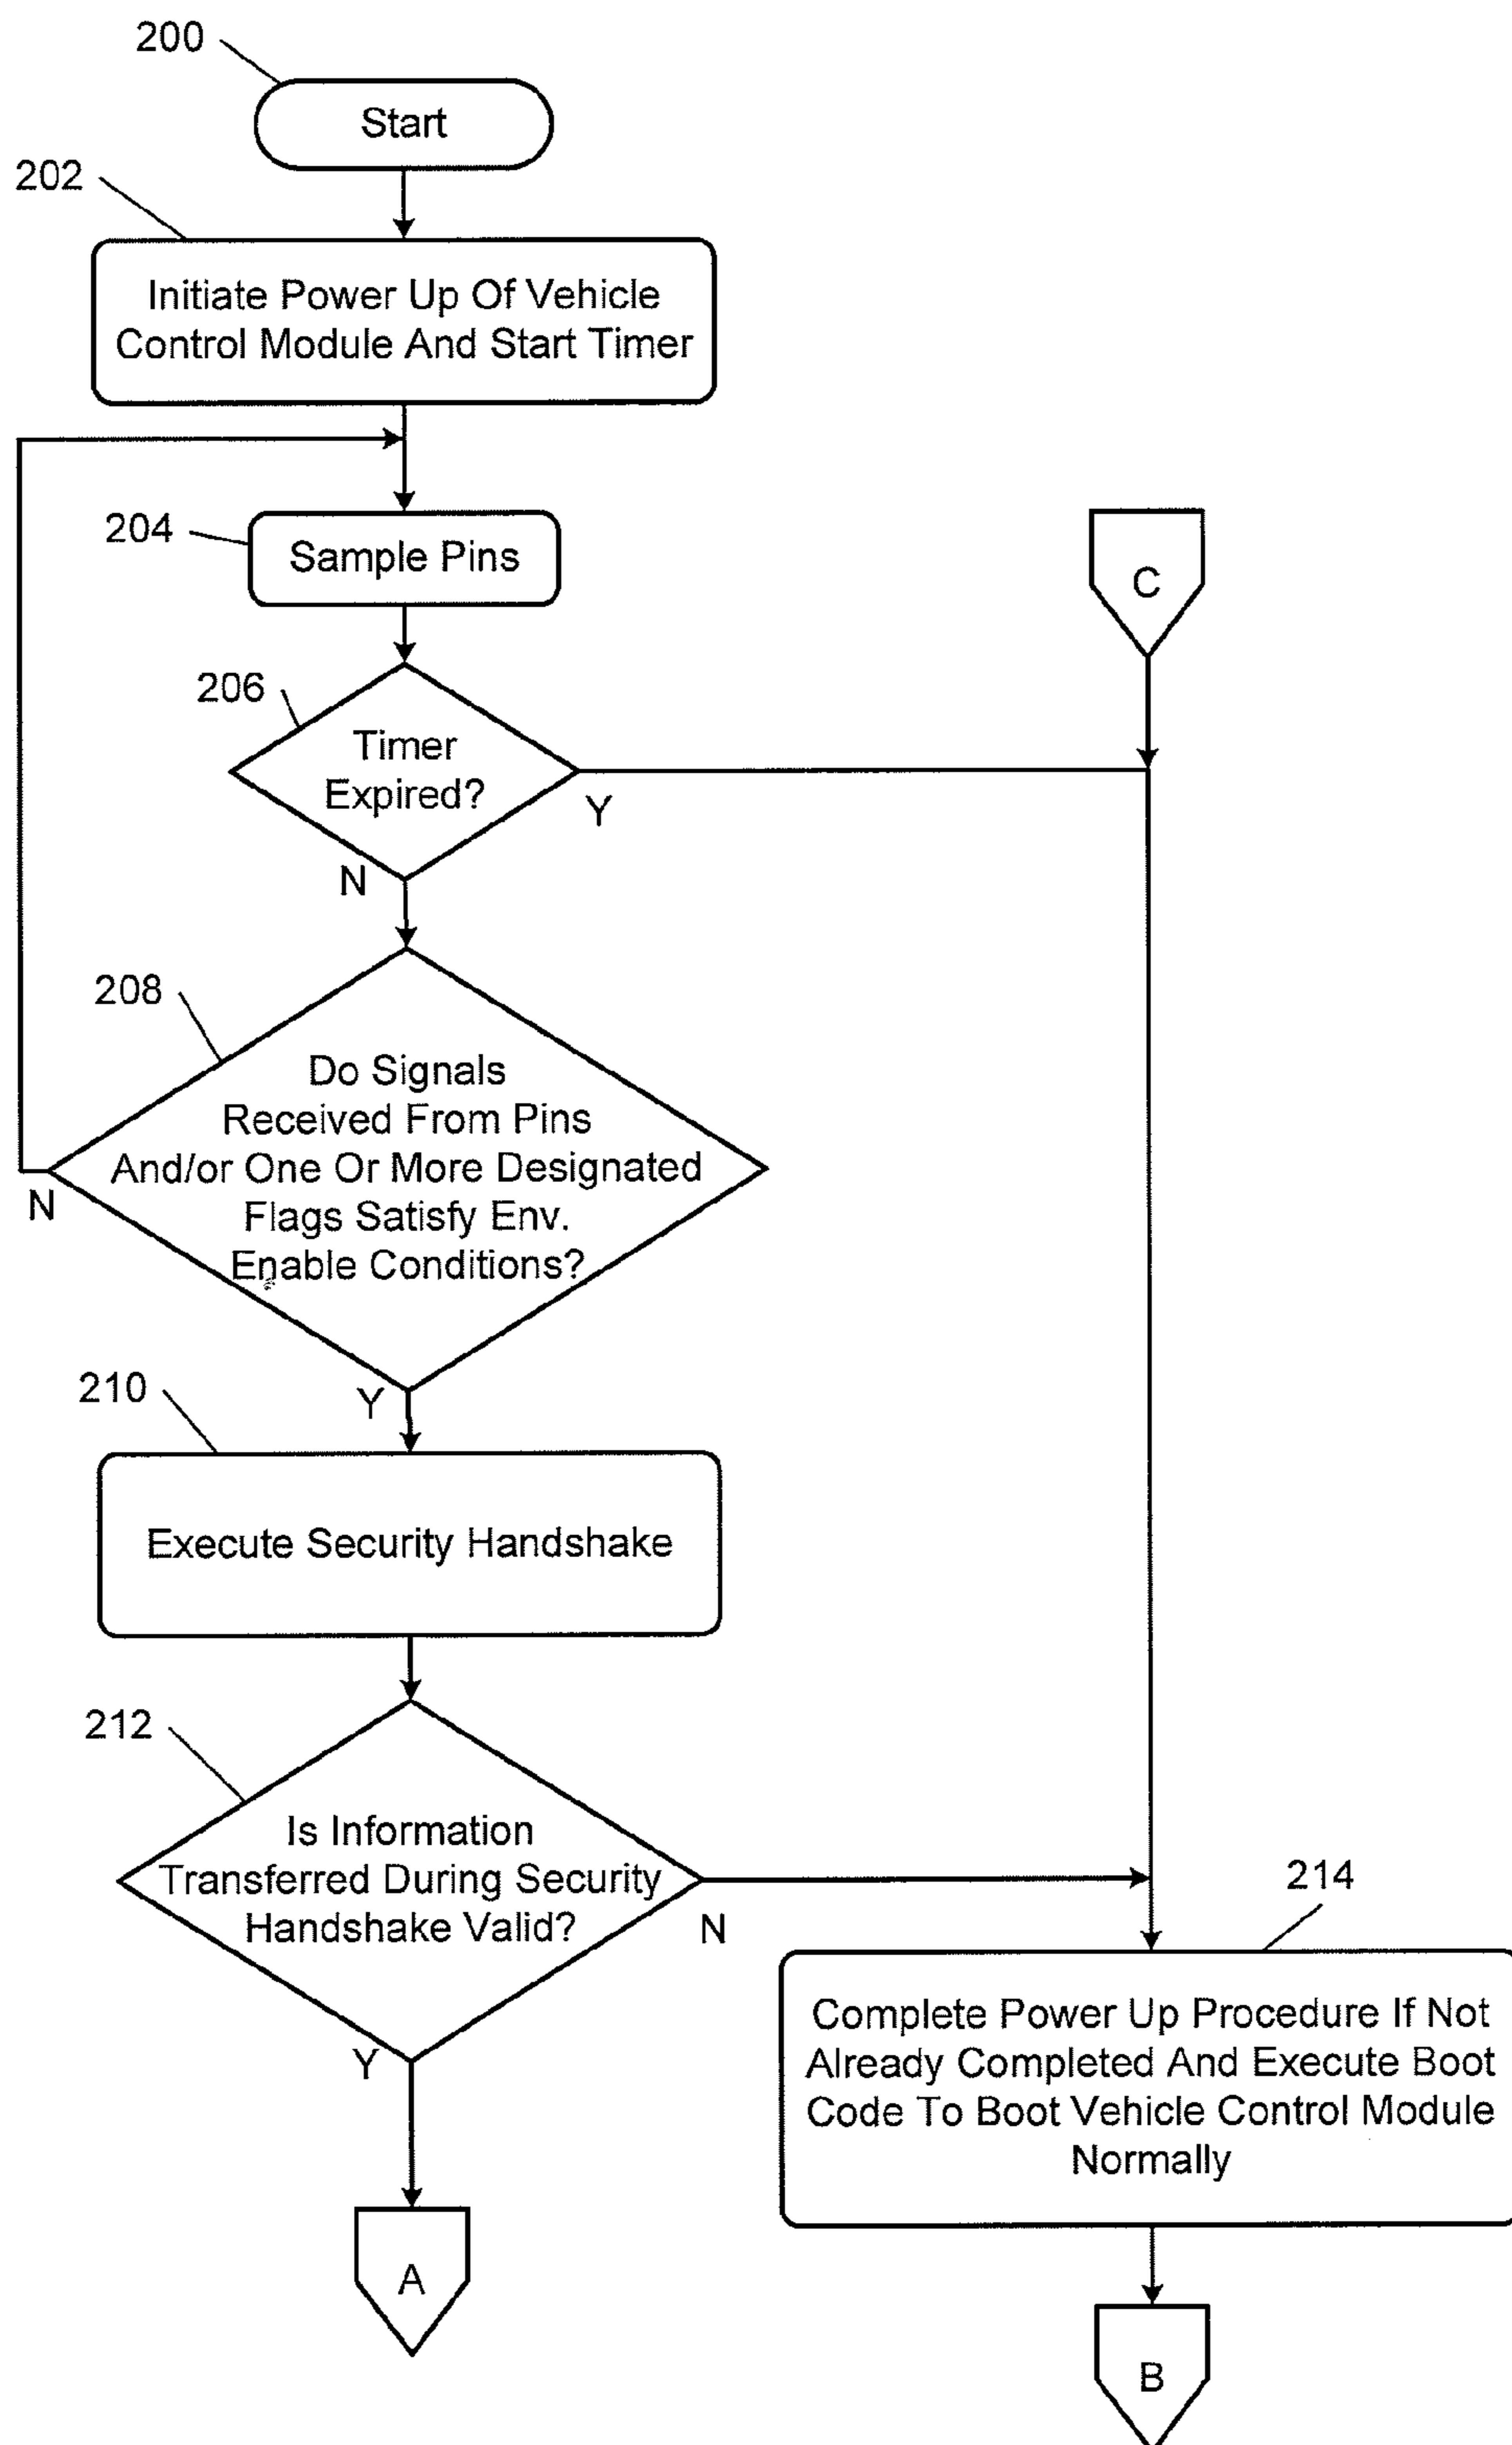 200
Start
202
Initiate Power Up Of Vehicle
Control Module And Start Timer
204
Sample Pins
C
206
Timer
Expired?
Y
N
208
Do Signals
Received From Pins
And/or One Or More Designated
Flags Satisfy Env.
Enable Conditions?
N
Y
210
Execute Security Handshake
212
Is Information
Transferred During Security
Handshake Valid?
N
Y
214
Complete Power Up Procedure If Not
Already Completed And Execute Boot
Code To Boot Vehicle Control Module
Normally
A
B